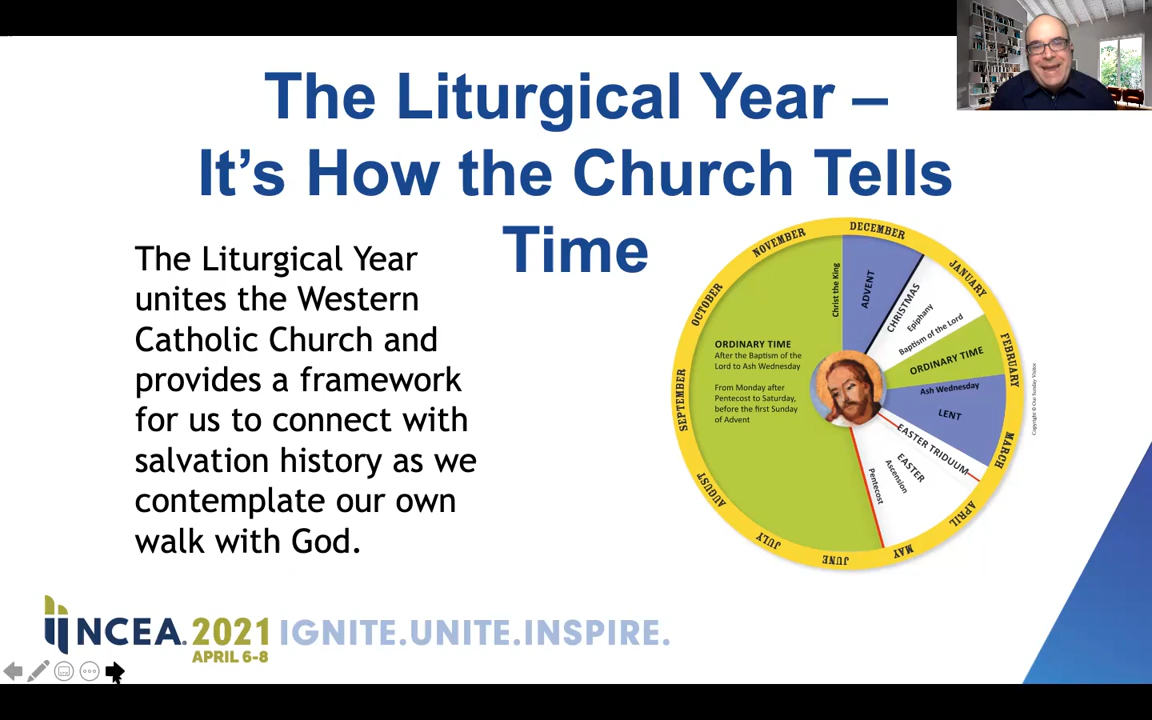 The Liturgical Year –
It’s How the Church Tells
Time
The Liturgical Year
unites the Western
Catholic Church and
provides a framework
for us to connect with
salvation history as we
contemplate our own
walk with God.
DECEMBER
JANUARY
FEBRUARY
MARCH
APRIL
MAY
JUNE
JULY
AUGUST
SEPTEMBER
OCTOBER
NOVEMBER
Christ the King
ADVENT
CHRISTMAS
Epiphany
Baptism of the Lord
ORDINARY TIME
Ash Wednesday
LENT
EASTER TRIDUUM
EASTER
Ascension
Pentecost
ORDINARY TIME
After the Baptism of the
Lord to Ash Wednesday
From Monday after
Pentecost to Saturday,
before the first Sunday
of Advent
Copyright © Our Sunday Visitor
NCEA. 2021 IGNITE.UNITE.INSPIRE.
APRIL 6-8